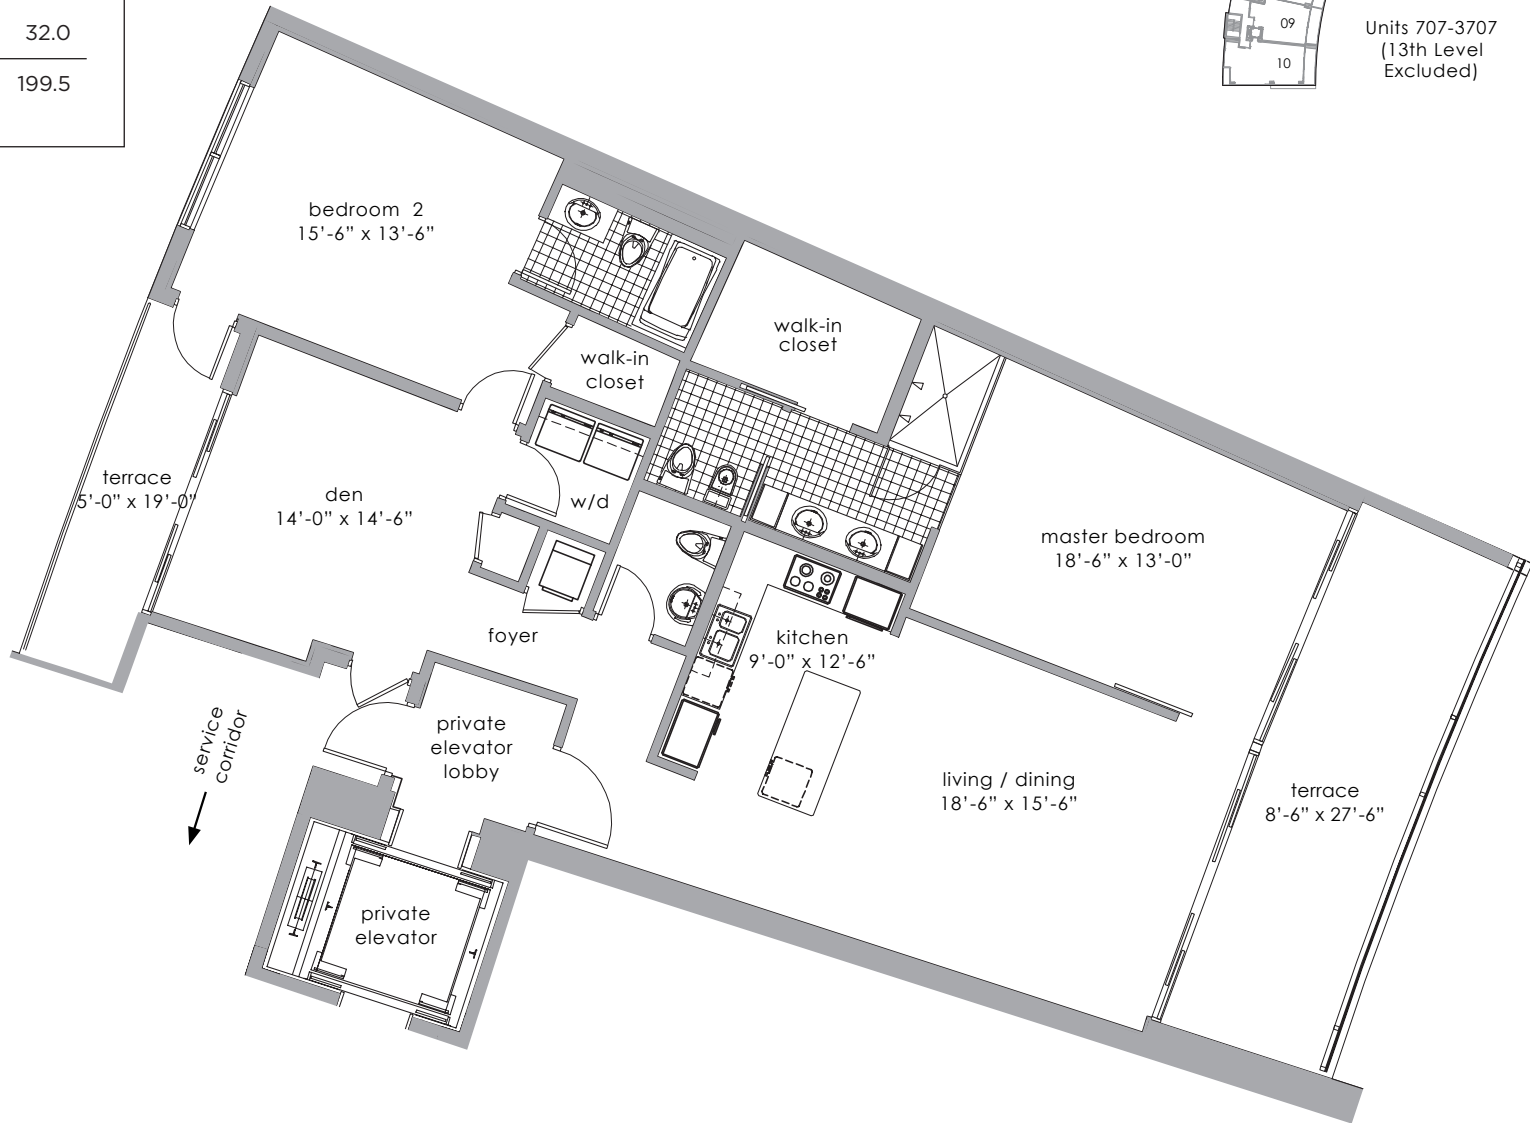 32.0
199.5
09
10
Units 707-3707
(13th Level
Excluded)
bedroom 2
15'-6” x 13'-6”
walk-in
closet
walk-in
closet
terrace
5'-0” x 19'-0”
den
14'-0” x 14'-6”
w/d
master bedroom
18'-6” x 13'-0”
foyer
kitchen
9'-0” x 12'-6”
service
corridor
private
elevator
lobby
living / dining
18'-6” x 15'-6”
terrace
8'-6” x 27'-6”
private
elevator